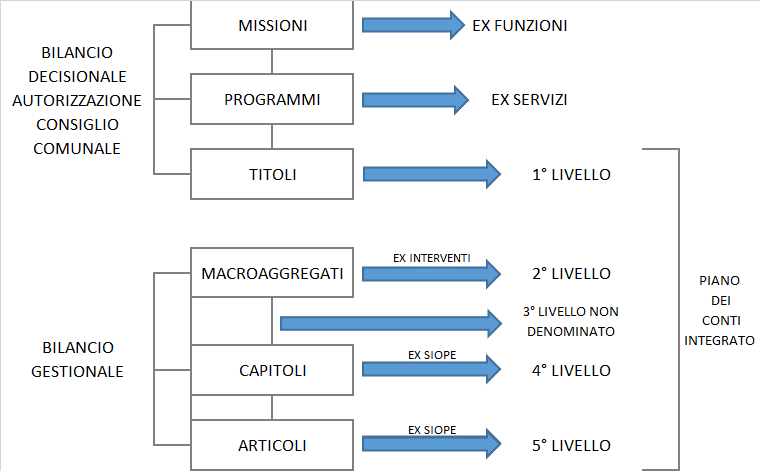 MISSIONI
EX FUNZIONI
BILANCIO
DECISIONALE
AUTORIZZAZIONE
CONSIGLIO
COMUNALE
PROGRAMMI
EX SERVIZI
TITOLI
1° LIVELLO
MACROAGGREGATI
EX INTERVENTI
2° LIVELLO
3° LIVELLO NON
DENOMINATO
PIANO
DEI
CONTI
INTEGRATO
BILANCIO
GESTIONALE
CAPITOLI
EX SIOPE
4° LIVELLO
ARTICOLI
EX SIOPE
5° LIVELLO